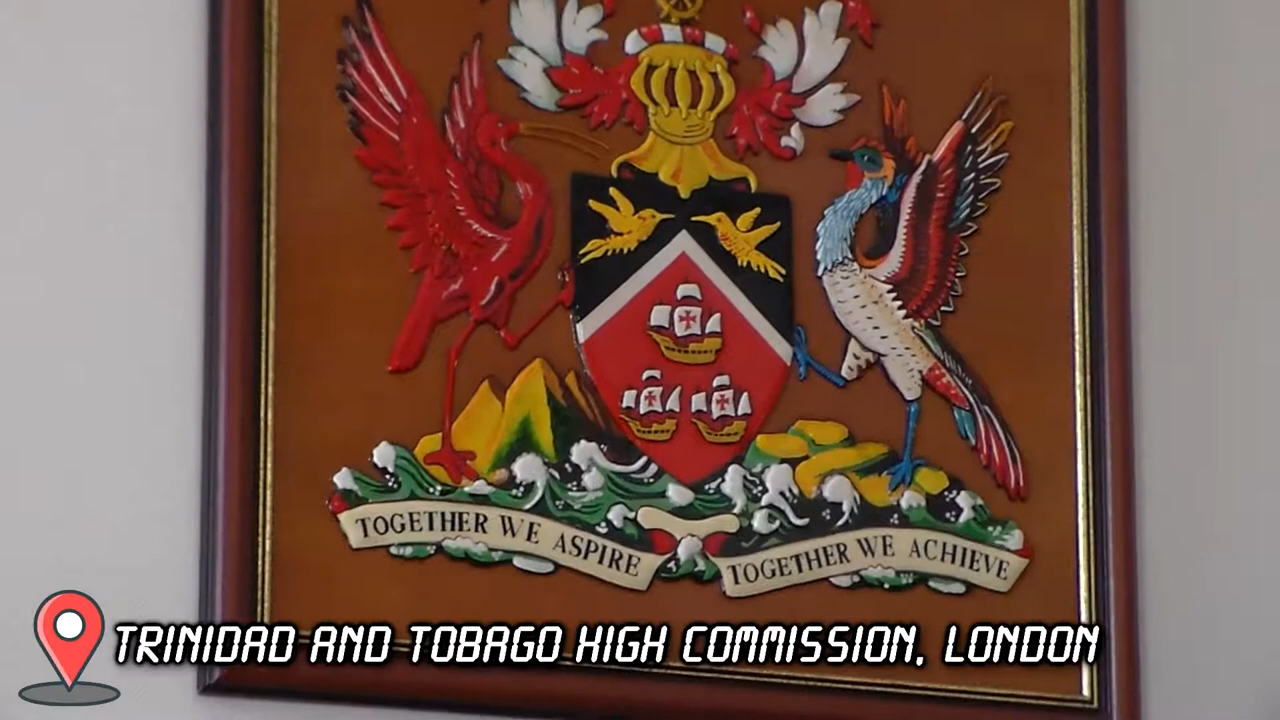 TOGETHER WE ASPIRE
TOGETHER WE ACHIEVE
TRINIDAD AND TOBAGO HIGH COMMISSION, LONDON